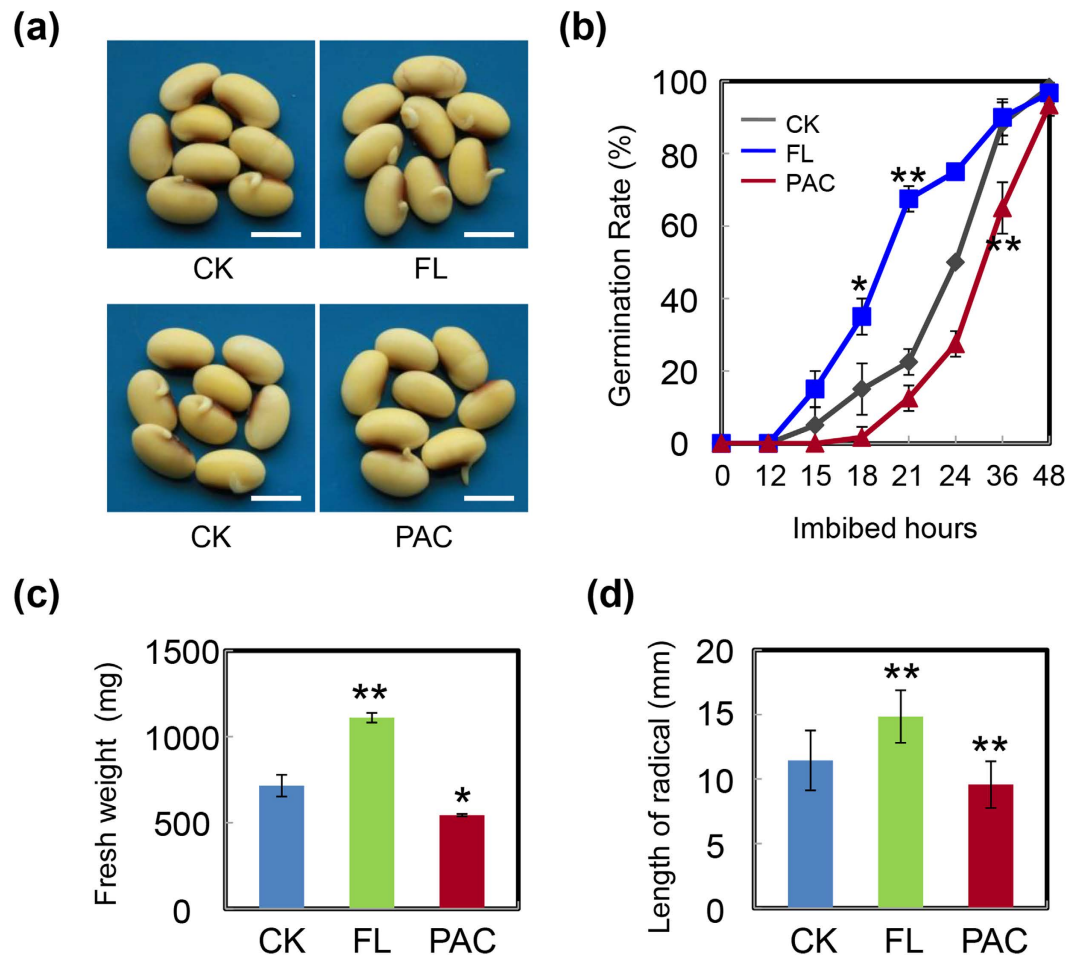 (a)
CK
FL
CK
PAC
(b)
100
80
60
40
20
0
Germination Rate (%)
CK
FL
PAC
*
**
**
0 12 15 18 21 24 36 48
Imbibed hours
(c)
1500
1000
500
0
Fresh weight (mg)
**
*
CK FL PAC
(d)
20
15
10
5
0
Length of radical (mm)
**
**
CK FL PAC